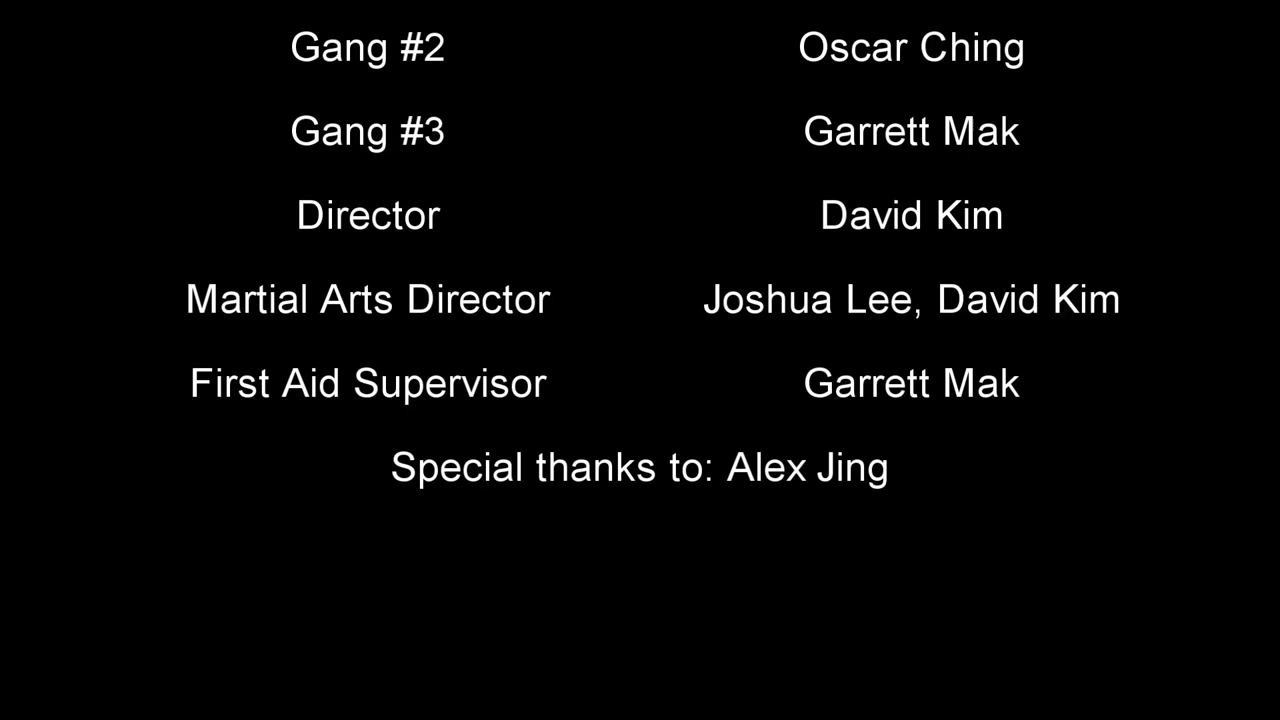 Gang #2 Oscar Ching
Gang #3 Garrett Mak
Director David Kim
Martial Arts Director Joshua Lee, David Kim
First Aid Supervisor Garrett Mak
Special thanks to: Alex Jing